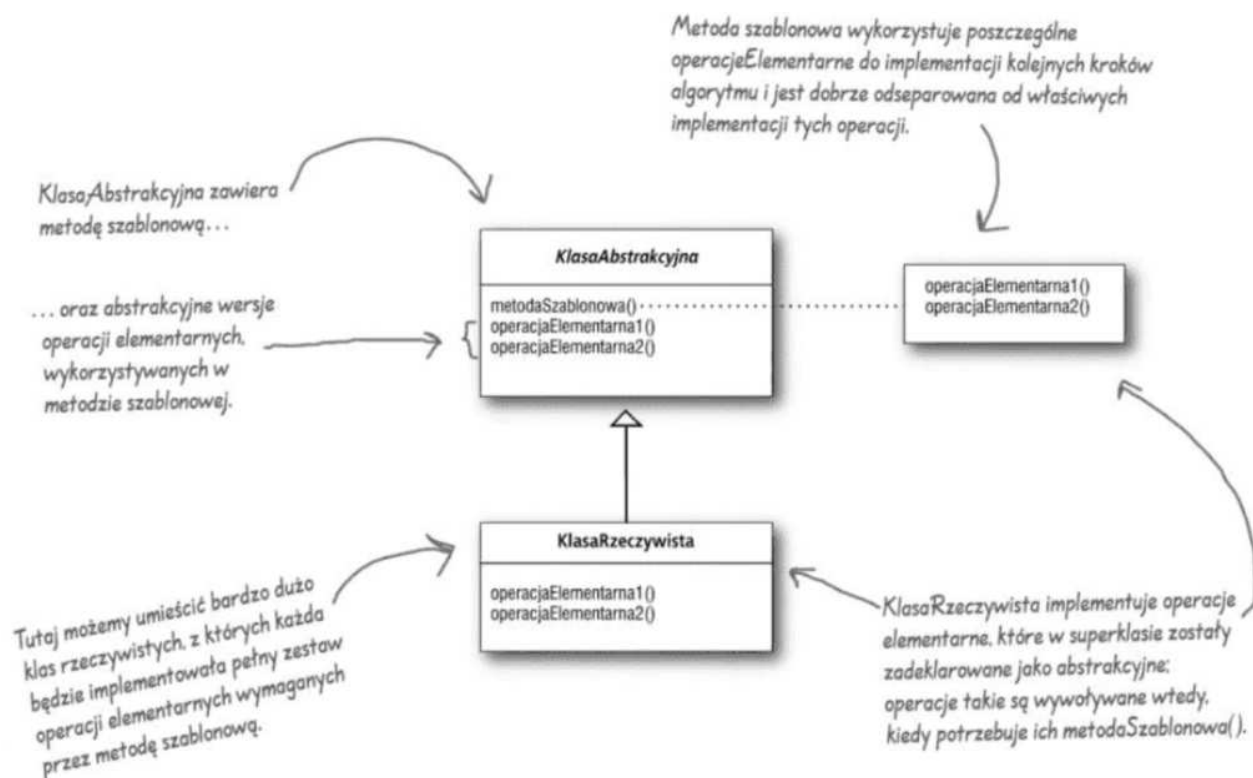 Metoda szablonowa wykorzystuje poszczególne
operacjeElementarne do implementacji kolejnych kroków
algorytmu i jest dobrze odseparowana od właściwych
implementacji tych operacji.
KlasaAbstrakcyjna zawiera
metodę szablonową...
... oraz abstrakcyjne wersje
operacji elementarnych,
wykorzystywanych w
metodzie szablonowej.
KlasaAbstrakcyjna
metodaSzablonowa()
operacjaElementarna1()
operacjaElementarna2()
operacjaElementarna1()
operacjaElementarna2()
KlasaRzeczywista
operacjaElementarna1()
operacjaElementarna2()
Tutaj możemy umieścić bardzo dużo
klas rzeczywistych, z których każda
będzie implementowała pełny zestaw
operacji elementarnych wymaganych
przez metodę szablonową.
KlasaRzeczywista implementuje operacje
elementarne, które w superklasie zostały
zadeklarowane jako abstrakcyjne;
operacje takie są wywoływane wtedy,
kiedy potrzebuje ich metodaSzablonowa().